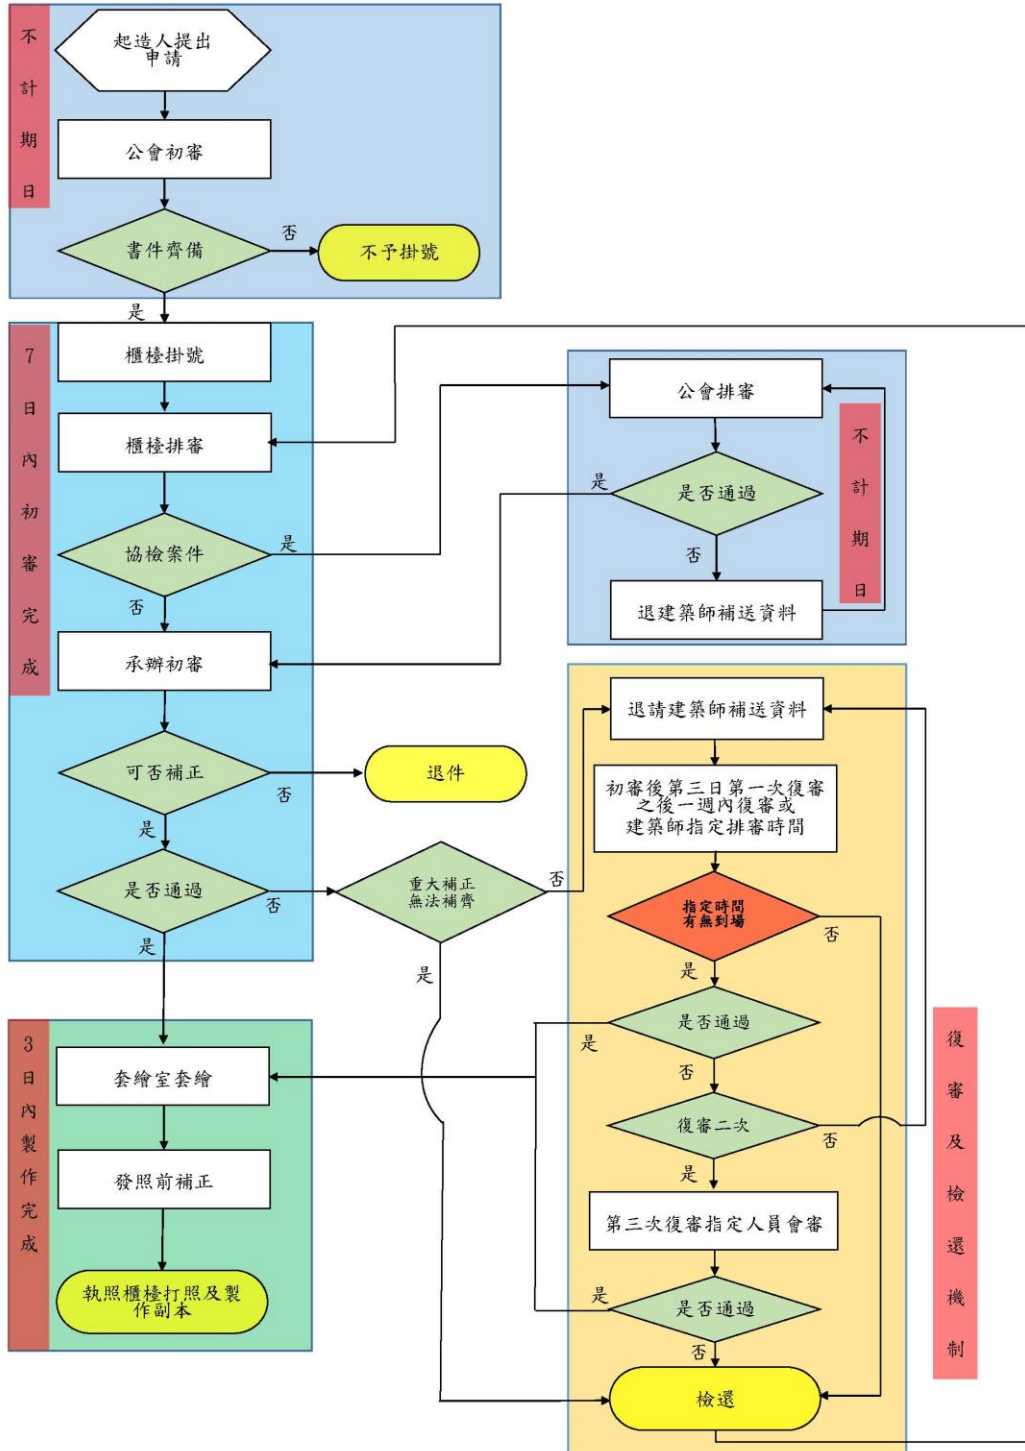 不計期日
起造人提出
申請
公會初審
書件齊備
否
不予掛號
是
7日內初審完成
櫃檯掛號
櫃檯排審
協檢案件
是
否
承辦初審
可否補正
否
退件
是
是否通過
否
是
公會排審
是否通過
是
否
退建築師補送資料
不計期日
重大補正
無法補齊
否
是
退請建築師補送資料
初審後第三日第一次復審
之後一週內復審或
建築師指定排審時間
指定時間
有無到場
否
是
是否通過
是
否
復審二次
否
是
第三次復審指定人員會審
是否通過
是
否
檢還
復審及檢還機制
3日內製作完成
套繪室套繪
發照前補正
執照櫃檯打照及製
作副本